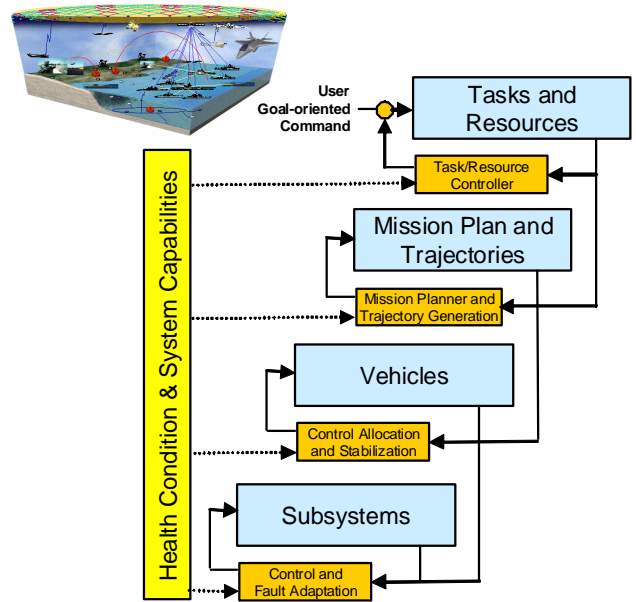 User
Goal-oriented
Command
Tasks and
Resources
Task/Resource
Controller
Health Condition & System Capabilities
Mission Plan and
Trajectories
Mission Planner and
Trajectory Generation
Vehicles
Control Allocation
and Stabilization
Subsystems
Control and
Fault Adaptation